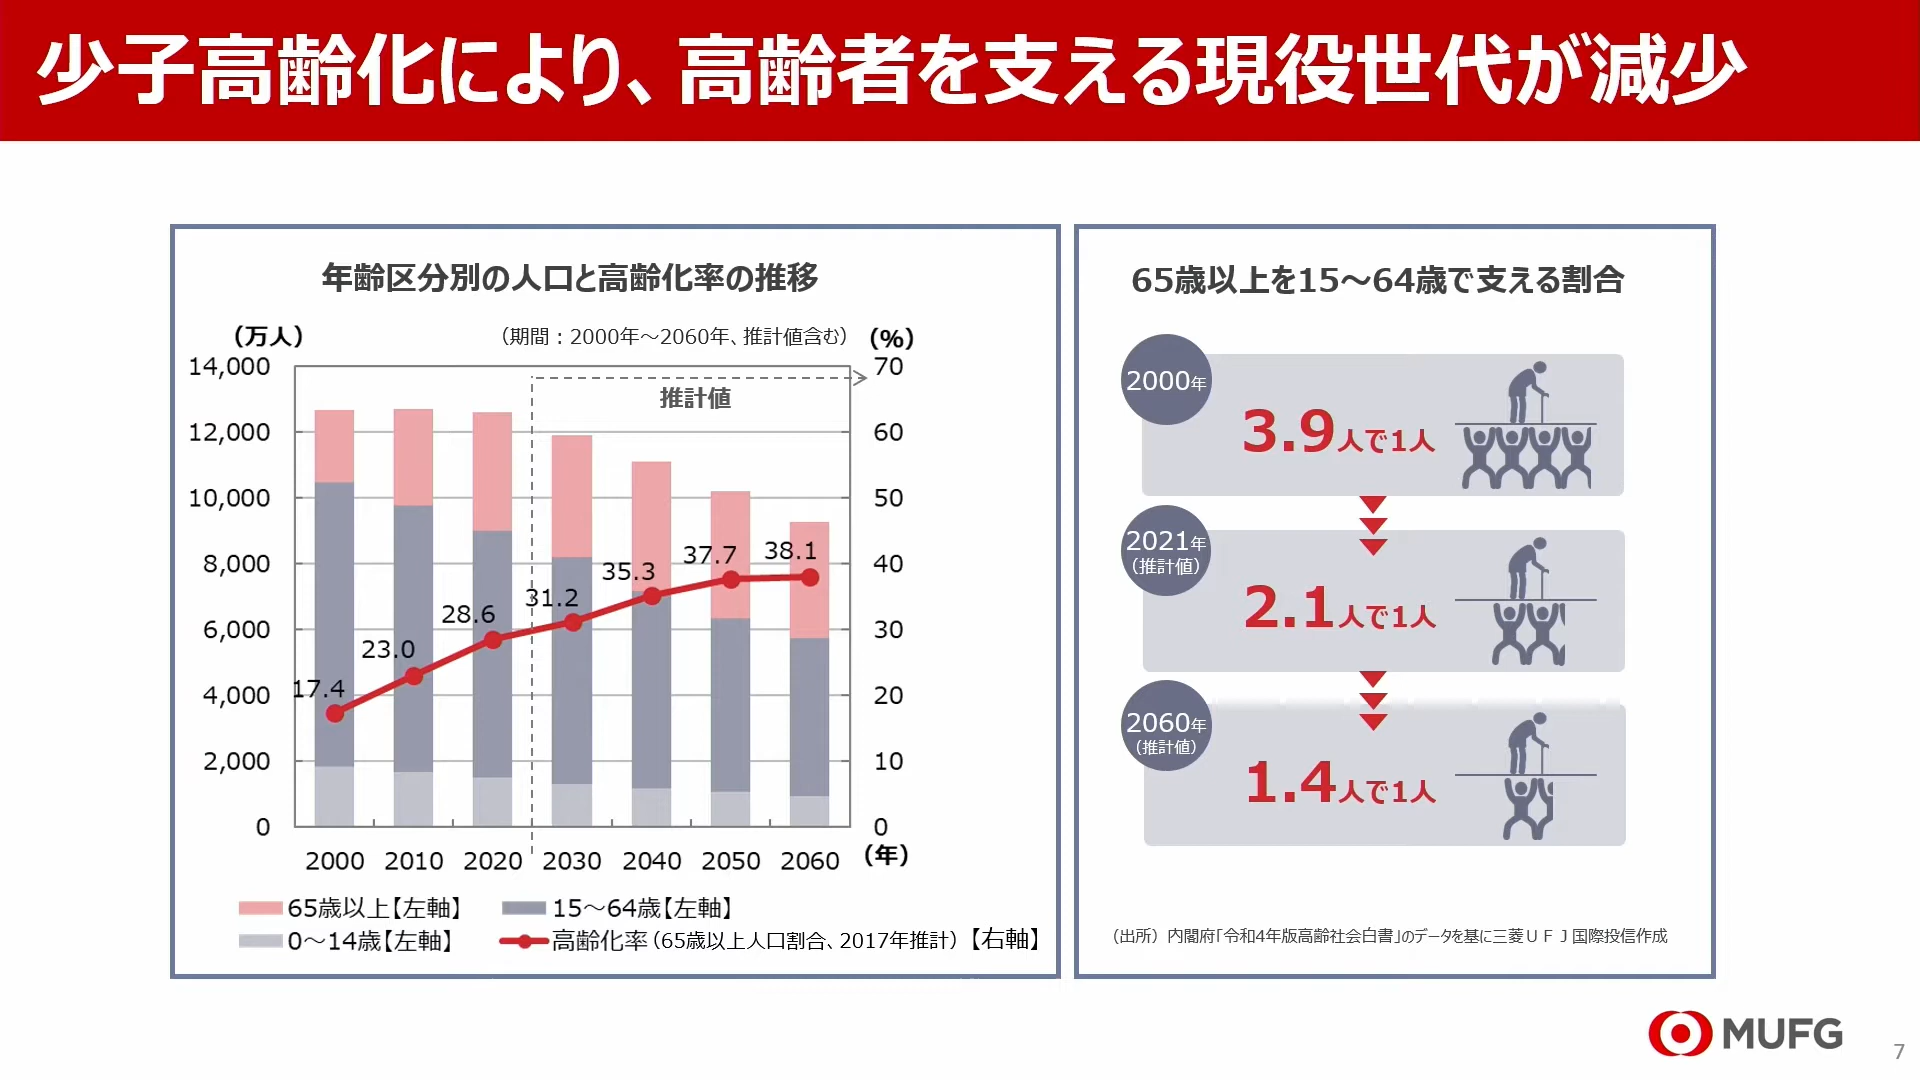 少子高齢化により、高齢者を支える現役世代が減少
年齢区分別の人口と高齢化率の推移
（万人）
（期間：2000年～2060年、推計値含む）
（%）
14,000
12,000
10,000
8,000
6,000
4,000
2,000
0
推計値
17.4
23.0
28.6
31.2
35.3
37.7
38.1
70
60
50
40
30
20
10
0
2000 2010 2020 2030 2040 2050 2060
（年）
65歳以上【左軸】
15～64歳【左軸】
0～14歳【左軸】
高齢化率（65歳以上人口割合、2017年推計）【右軸】
65歳以上を15～64歳で支える割合
2000年
3.9人で1人
2021年
（推計値）
2.1人で1人
2060年
（推計値）
1.4人で1人
（出所）内閣府「令和4年版高齢社会白書」のデータを基に三菱ＵＦＪ国際投信作成
MUFG
7